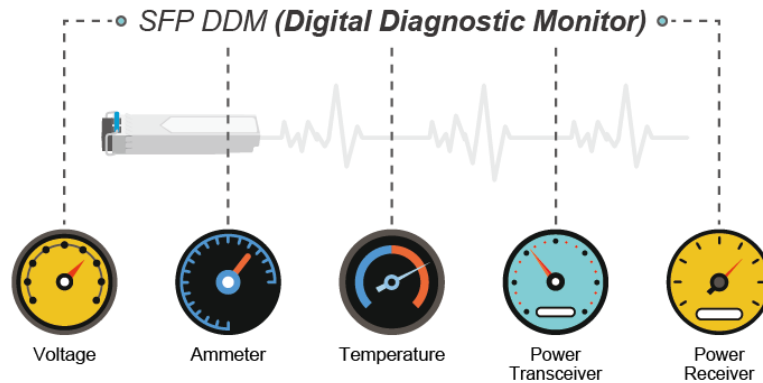 SFP DDM (Digital Diagnostic Monitor)
Voltage
Ammeter
Temperature
Power
Transceiver
Power
Receiver